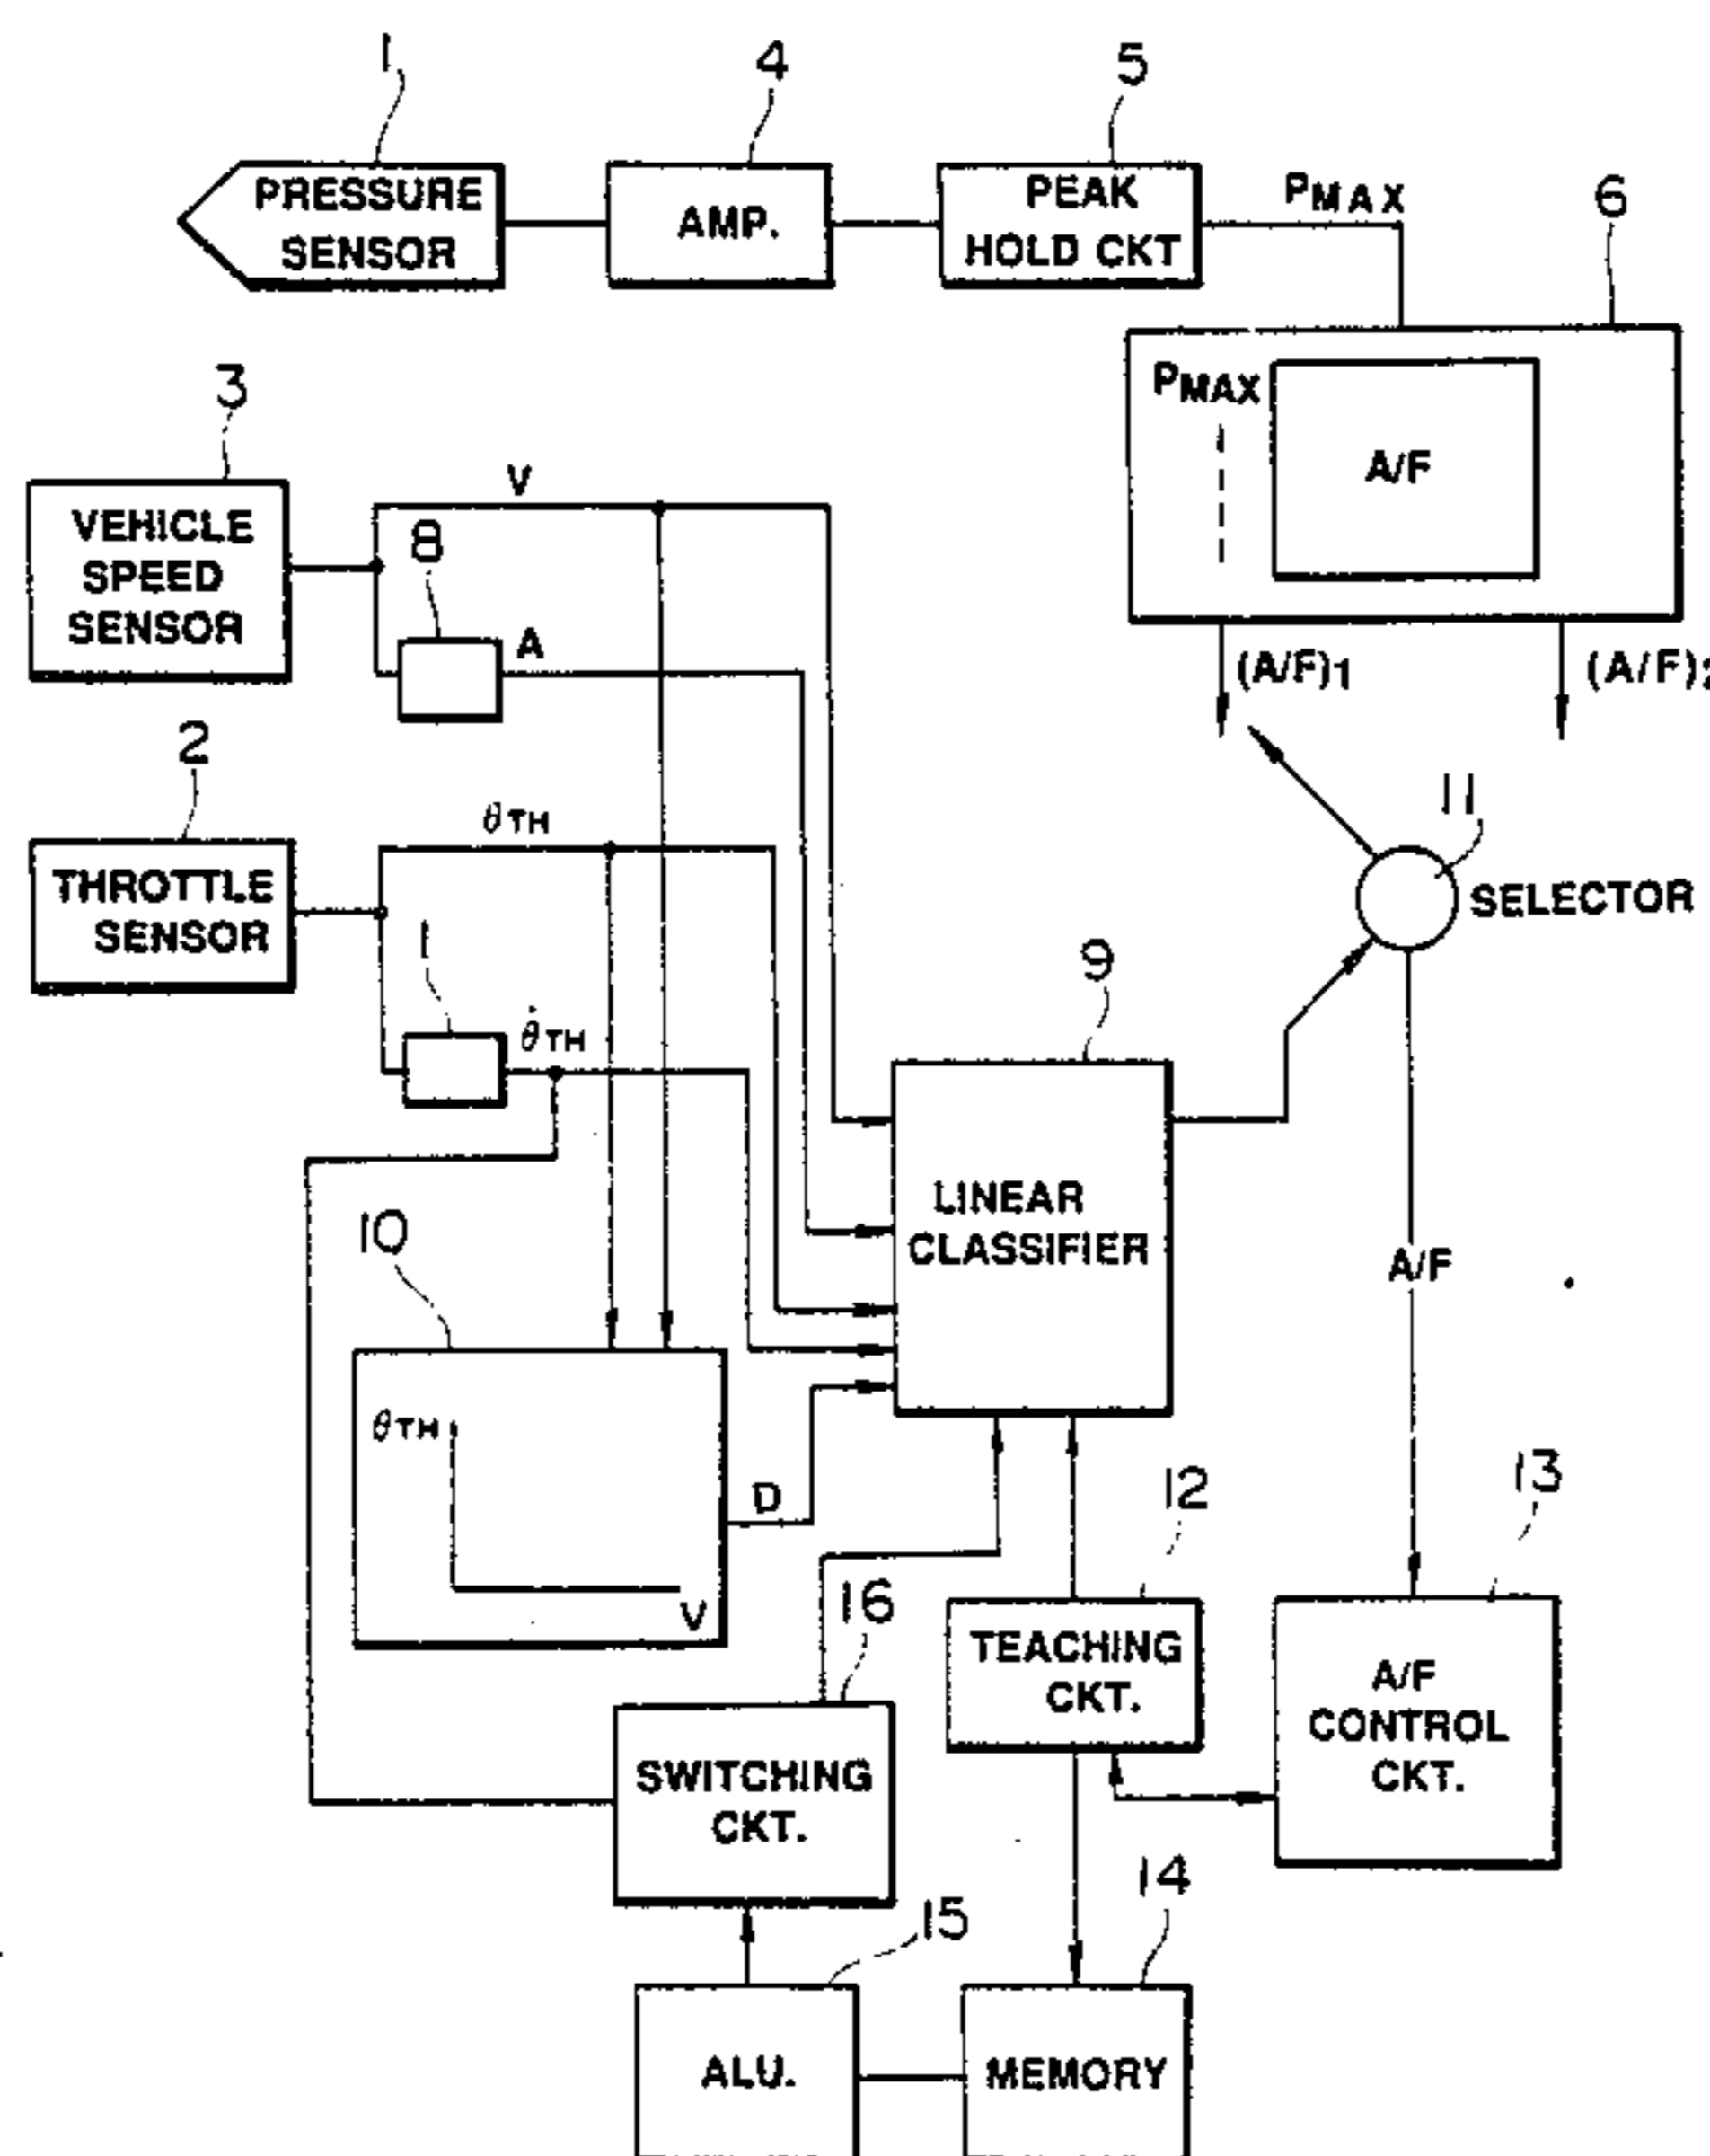 1
4
5
PRESSURE
SENSOR
AMP.
PEAK
HOLD CKT
PMAX
6
PMAX
A/F
3
VEHICLE
SPEED
SENSOR
V
8
A
(A/F)1
(A/F)2
2
THROTTLE
SENSOR
θTH
11
SELECTOR
1
θ̇TH
9
LINEAR
CLASSIFIER
A/F
10
θTH
V
D
12
13
16
TEACHING
CKT.
A/F
CONTROL
CKT.
SWITCHING
CKT.
14
15
ALU.
MEMORY